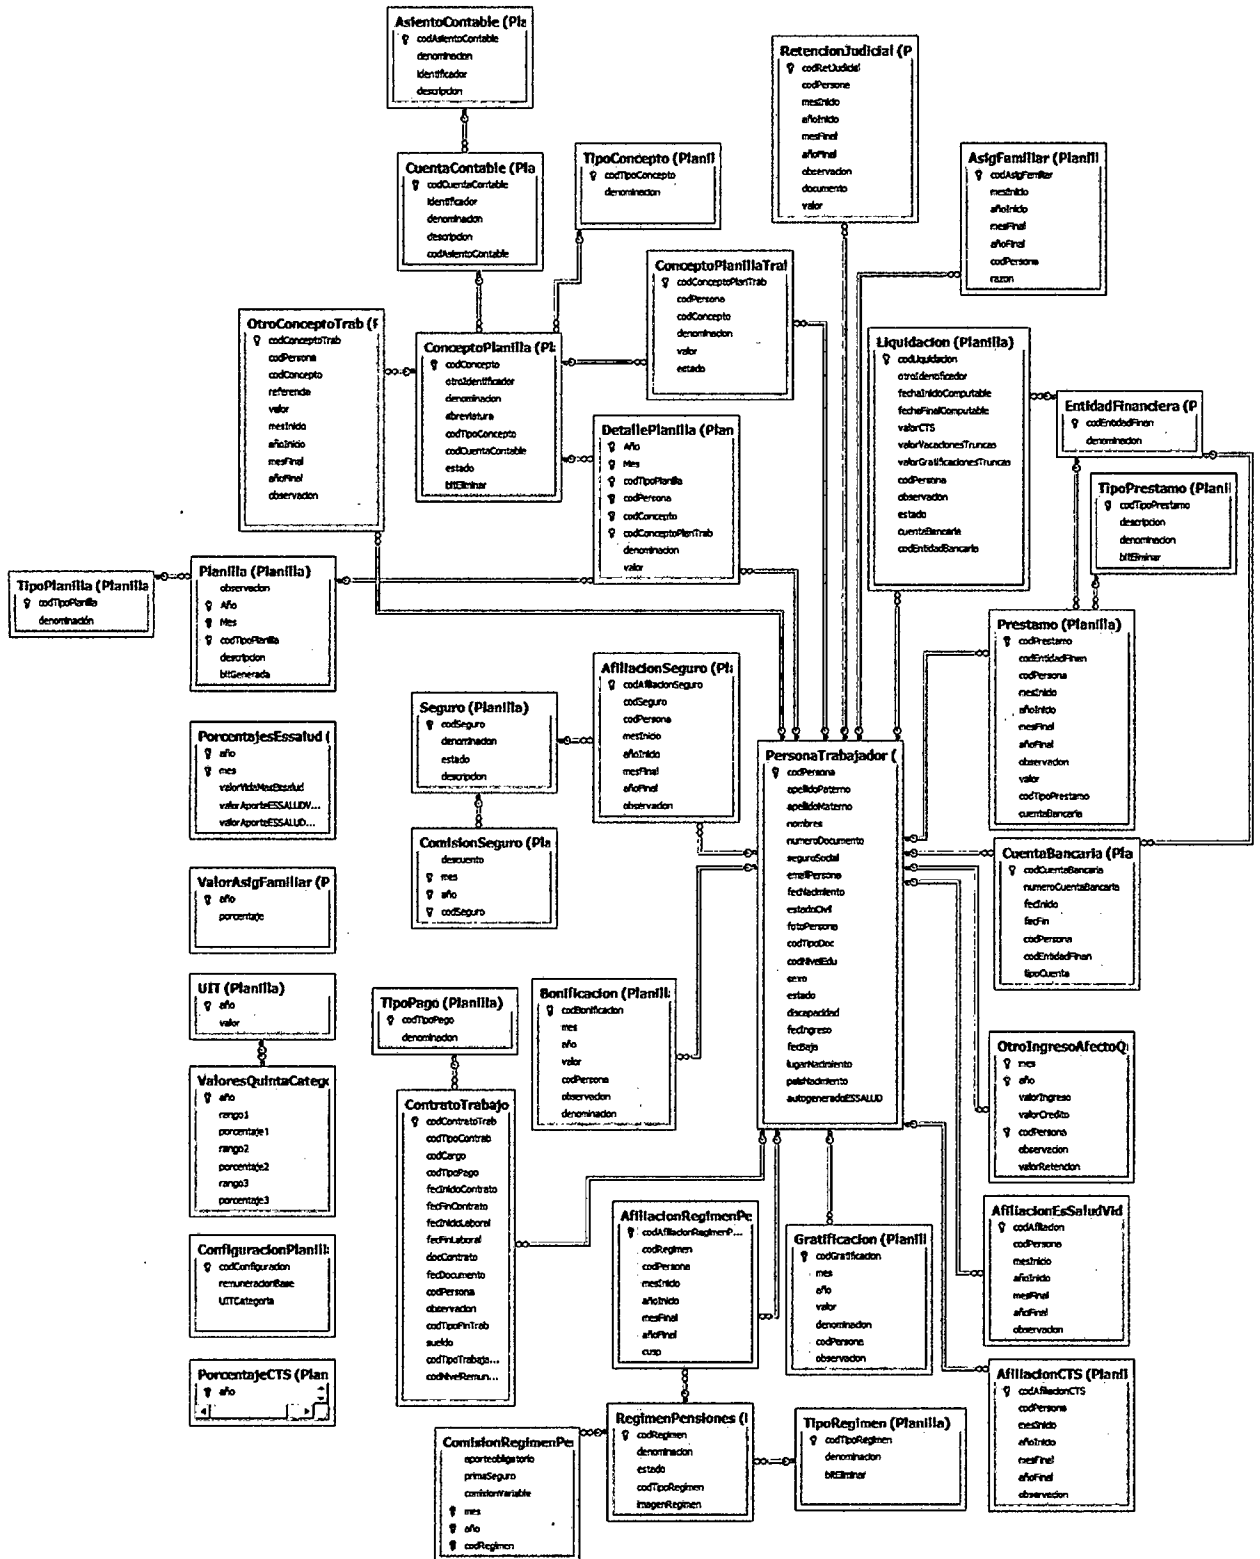 AsientoContable (Pla
codAsientoContable
denominacion
identificador
descripcion
RetencionJudicial (P
codRetJudicial
codPersona
mesInicio
añoInicio
mesFinal
añoFinal
observacion
documento
valor
TipoConcepto (Planil
codTipoConcepto
denominacion
AsigFamiliar (Planill
codAsigFamiliar
mesInicio
añoInicio
mesFinal
añoFinal
codPersona
razon
CuentaContable (Pla
codCuentaContable
identificador
denominacion
descripcion
codAsientoContable
ConceptoPlanillaTral
codConceptoPlanTrab
codPersona
codConcepto
denominacion
valor
estado
OtroConceptoTrab (F
codConceptoTrab
codPersona
codConcepto
referencia
valor
mesInicio
añoInicio
mesFinal
añoFinal
observacion
ConceptoPlanilla (Pl
codConcepto
otroIdentificador
denominacion
abreviatura
codTipoConcepto
codCuentaContable
estado
bitEliminar
Liquidacion (Planilla)
codLiquidacion
otroIdentificador
fechaInicioComputable
fechaFinalComputable
valorCTS
valorVacacionesTruncas
valorGratificacionesTruncas
codPersona
observacion
estado
cuentaBancaria
codEntidadBancaria
EntidadFinanciera (P
codEntidadFinan
denominacion
DetallePlanilla (Plan
Año
Mes
codTipoPlanilla
codPersona
codConcepto
codConceptoPlanTrab
denominacion
valor
TipoPrestamo (Planil
codTipoPrestamo
descripcion
denominacion
bitEliminar
TipoPlanilla (Planilla
codTipoPlanilla
denominación
Planilla (Planilla)
observacion
Año
Mes
codTipoPlanilla
descripcion
bitGenerada
Prestamo (Planilla)
codPrestamo
codEntidadFinan
codPersona
mesInicio
añoInicio
mesFinal
añoFinal
observacion
valor
codTipoPrestamo
cuentaBancaria
AfiliacionSeguro (Pl
codAfiliacionSeguro
codSeguro
codPersona
mesInicio
añoInicio
mesFinal
añoFinal
observacion
Seguro (Planilla)
codSeguro
denominacion
estado
descripcion
PorcentajesEssalud (
año
mes
valorVidaMasEssalud
valorAporteESSALUDV...
valorAporteESSALUD...
PersonaTrabajador (
codPersona
apellidoPaterno
apellidoMaterno
nombres
numeroDocumento
seguroSocial
emailPersona
fecNacimiento
estadoCivil
fotoPersona
codTipoDoc
codNivelEdu
sexo
estado
discapacidad
fecIngreso
fecBaja
lugarNacimiento
paisNacimiento
autogeneradoESSALUD
ComisionSeguro (Pla
descuento
mes
año
codSeguro
CuentaBancaria (Pla
codCuentaBancaria
numeroCuentaBancaria
fecInicio
fecFin
codPersona
codEntidadFinan
tipoCuenta
ValorAsigFamiliar (P
año
porcentaje
UIT (Planilla)
año
valor
TipoPago (Planilla)
codTipoPago
denominacion
Bonificacion (Planill
codBonificacion
mes
año
valor
codPersona
observacion
denominacion
OtroIngresoAfectoQ
mes
año
valorIngreso
valorCredito
codPersona
observacion
valorRetencion
ValoresQuintaCatego
año
rango1
porcentaje1
rango2
porcentaje2
rango3
porcentaje3
ContratoTrabajo
codContratoTrab
codTipoContrab
codCargo
codTipoPago
fecInicioContrato
fecFinContrato
fecInicioLaboral
fecFinLaboral
docContrato
fecDocumento
codPersona
observacion
codTipoFinTrab
sueldo
codTipoTrabaja...
codNivelRemun...
AfiliacionRegimenPe
codAfiliacionRegimenP...
codRegimen
codPersona
mesInicio
añoInicio
mesFinal
añoFinal
cusp
Gratificacion (Planill
codGratificacion
mes
año
valor
denominacion
codPersona
observacion
AfiliacionEsSaludVid
codAfiliacion
codPersona
mesInicio
añoInicio
mesFinal
añoFinal
observacion
ConfiguracionPlanill
codConfiguracion
remuneracionBase
UITCategoria
PorcentajeCTS (Plan
año
AfiliacionCTS (Planill
codAfiliacionCTS
codPersona
mesInicio
añoInicio
mesFinal
añoFinal
observacion
RegimenPensiones (
codRegimen
denominacion
estado
codTipoRegimen
imagenRegimen
TipoRegimen (Planilla)
codTipoRegimen
denominacion
bitEliminar
ComisionRegimenPe
aporteobligatorio
primaSeguro
comisionVariable
mes
año
codRegimen